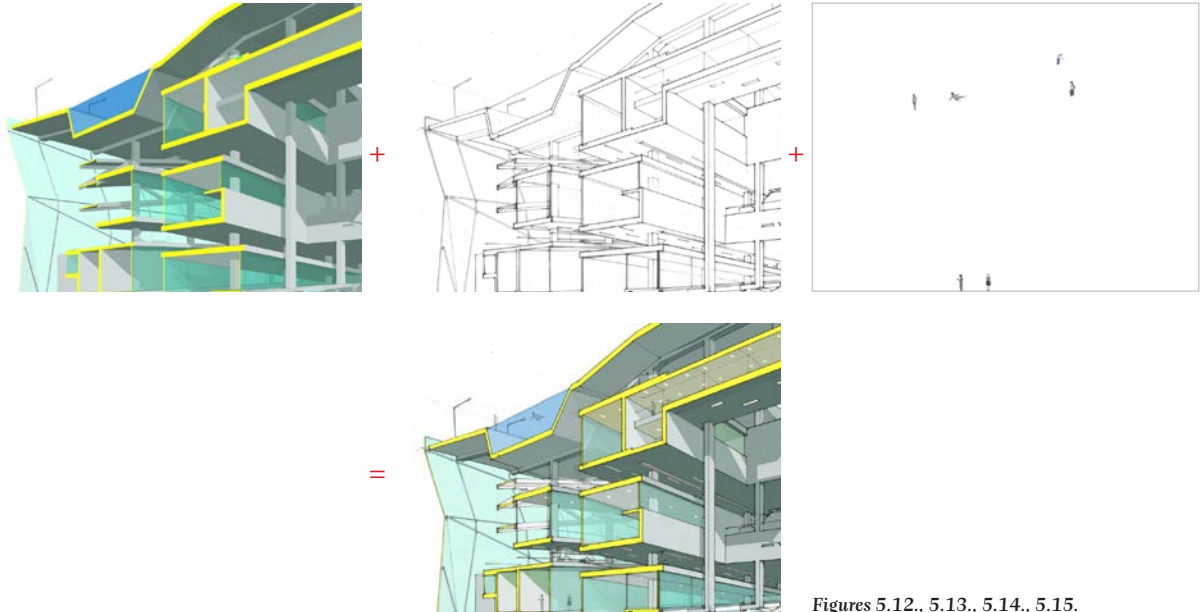 +
+
=
Figures 5.12., 5.13., 5.14., 5.15.